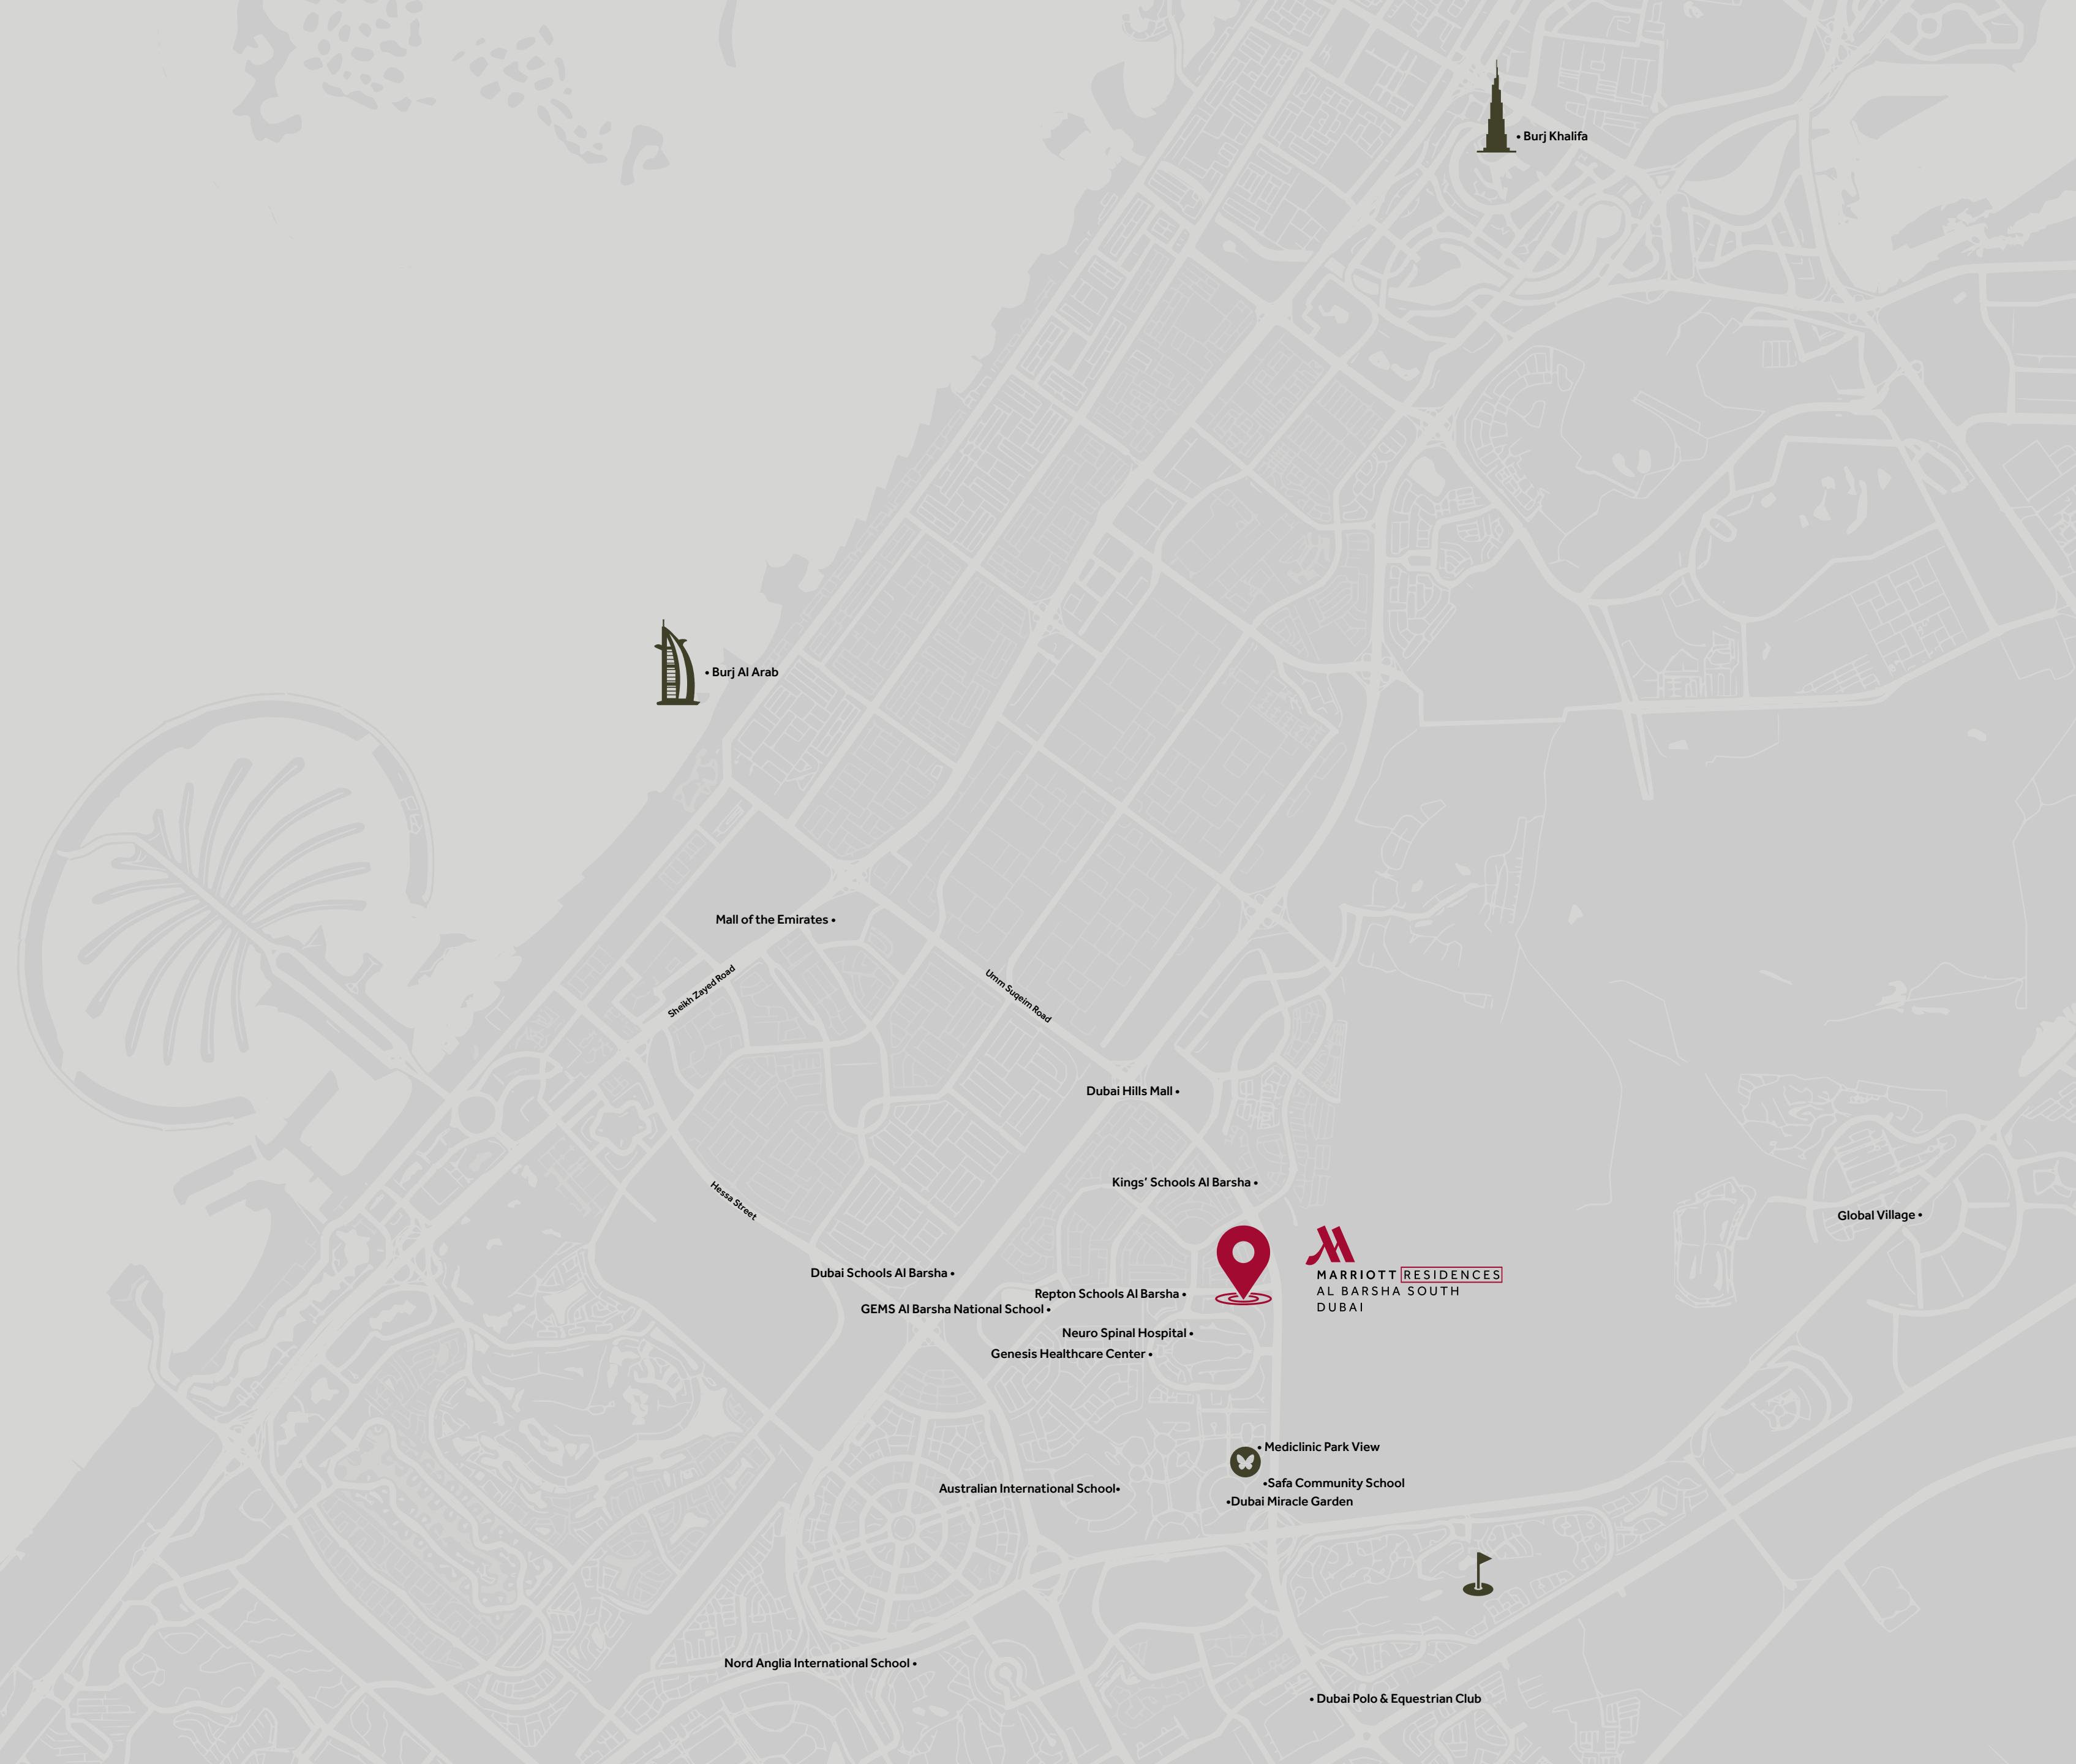 • Burj Khalifa
• Burj Al Arab
Mall of the Emirates •
Sheikh Zayed Road
Umm Suqeim Road
Dubai Hills Mall •
Kings’ Schools Al Barsha •
Hessa Street
Global Village •
MARRIOTT RESIDENCES
AL BARSHA SOUTH
DUBAI
Dubai Schools Al Barsha •
Repton Schools Al Barsha •
GEMS Al Barsha National School •
Neuro Spinal Hospital •
Genesis Healthcare Center •
• Mediclinic Park View
•Safa Community School
Australian International School•
•Dubai Miracle Garden
Nord Anglia International School •
• Dubai Polo & Equestrian Club